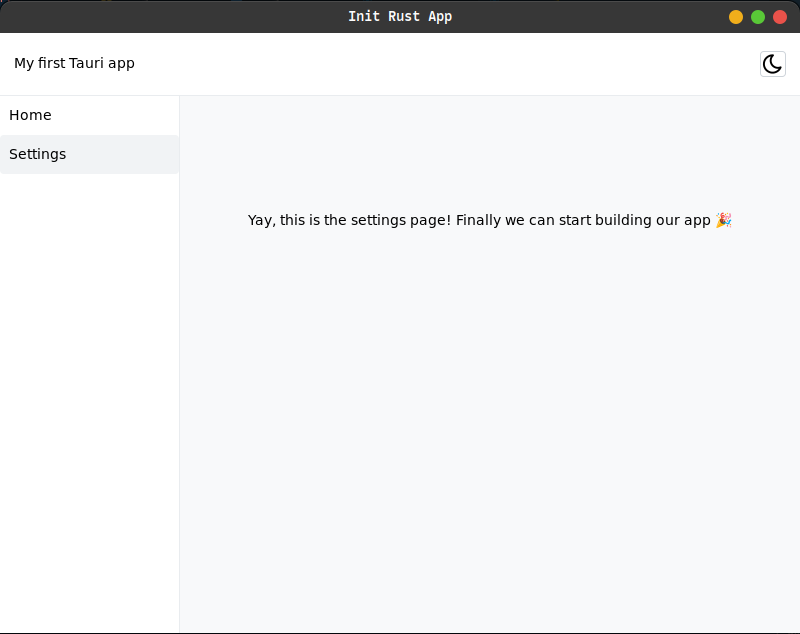 Init Rust App
My first Tauri app
Home
Settings
Yay, this is the settings page! Finally we can start building our app 🎉